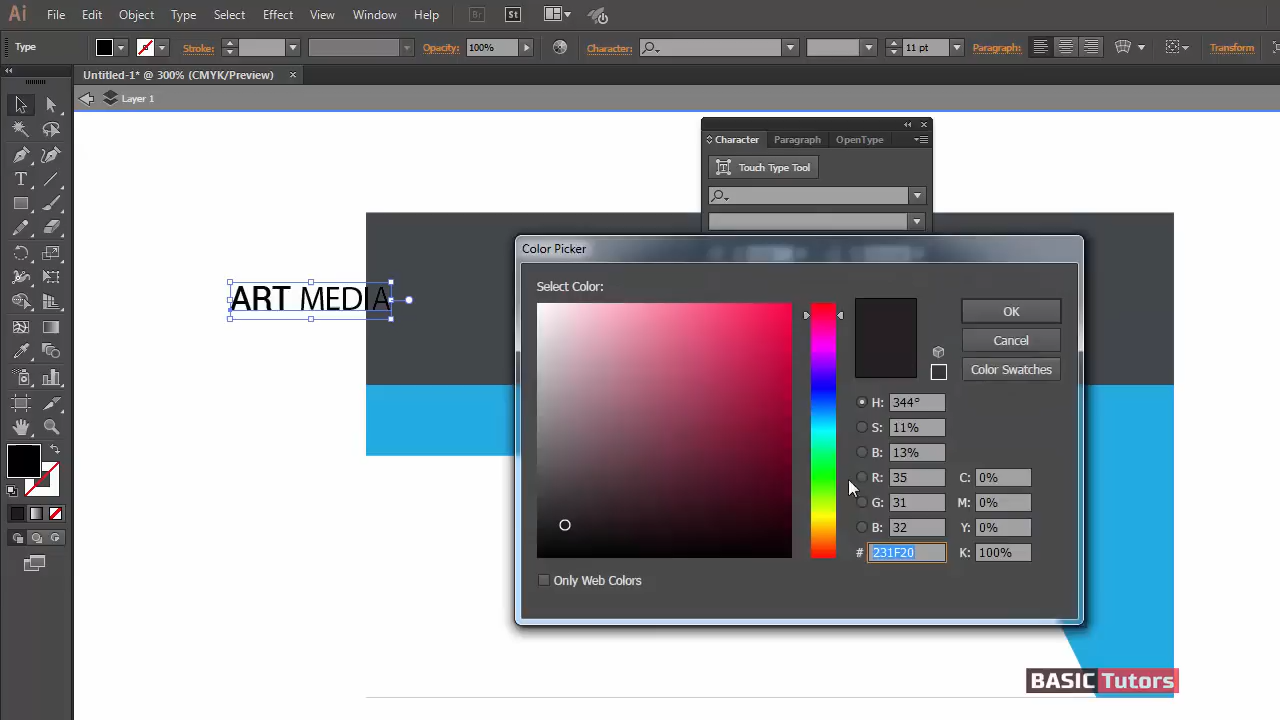 Ai File Edit Object Type Select Effect View Window Help Br St
Type Stroke: Opacity: 100% Character: 11 pt Paragraph: Transform
Untitled-1* @ 300% (CMYK/Preview) ×
Layer 1
Character Paragraph OpenType
Touch Type Tool
ART MEDIA
Color Picker
Select Color:
OK
Cancel
Color Swatches
H: 344°
S: 11%
B: 13%
R: 35 C: 0%
G: 31 M: 0%
B: 32 Y: 0%
# 231F20 K: 100%
Only Web Colors
BASIC Tutors